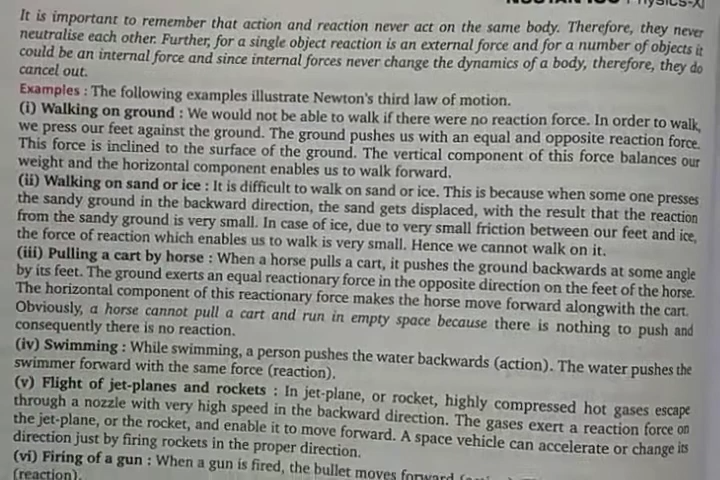 Physics-XI
It is important to remember that action and reaction never act on the same body. Therefore, they never
neutralise each other. Further, for a single object reaction is an external force and for a number of objects it
could be an internal force and since internal forces never change the dynamics of a body, therefore, they do
cancel out.
Examples : The following examples illustrate Newton's third law of motion.
(i) Walking on ground : We would not be able to walk if there were no reaction force. In order to walk,
we press our feet against the ground. The ground pushes us with an equal and opposite reaction force.
This force is inclined to the surface of the ground. The vertical component of this force balances our
weight and the horizontal component enables us to walk forward.
(ii) Walking on sand or ice : It is difficult to walk on sand or ice. This is because when some one presses
the sandy ground in the backward direction, the sand gets displaced, with the result that the reaction
from the sandy ground is very small. In case of ice, due to very small friction between our feet and ice,
the force of reaction which enables us to walk is very small. Hence we cannot walk on it.
(iii) Pulling a cart by horse : When a horse pulls a cart, it pushes the ground backwards at some angle
by its feet. The ground exerts an equal reactionary force in the opposite direction on the feet of the horse.
The horizontal component of this reactionary force makes the horse move forward alongwith the cart.
Obviously, a horse cannot pull a cart and run in empty space because there is nothing to push and
consequently there is no reaction.
(iv) Swimming : While swimming, a person pushes the water backwards (action). The water pushes the
swimmer forward with the same force (reaction).
(v) Flight of jet-planes and rockets : In jet-plane, or rocket, highly compressed hot gases escape
through a nozzle with very high speed in the backward direction. The gases exert a reaction force on
the jet-plane, or the rocket, and enable it to move forward. A space vehicle can accelerate or change its
direction just by firing rockets in the proper direction.
(vi) Firing of a gun : When a gun is fired, the bullet moves forward
(reaction).